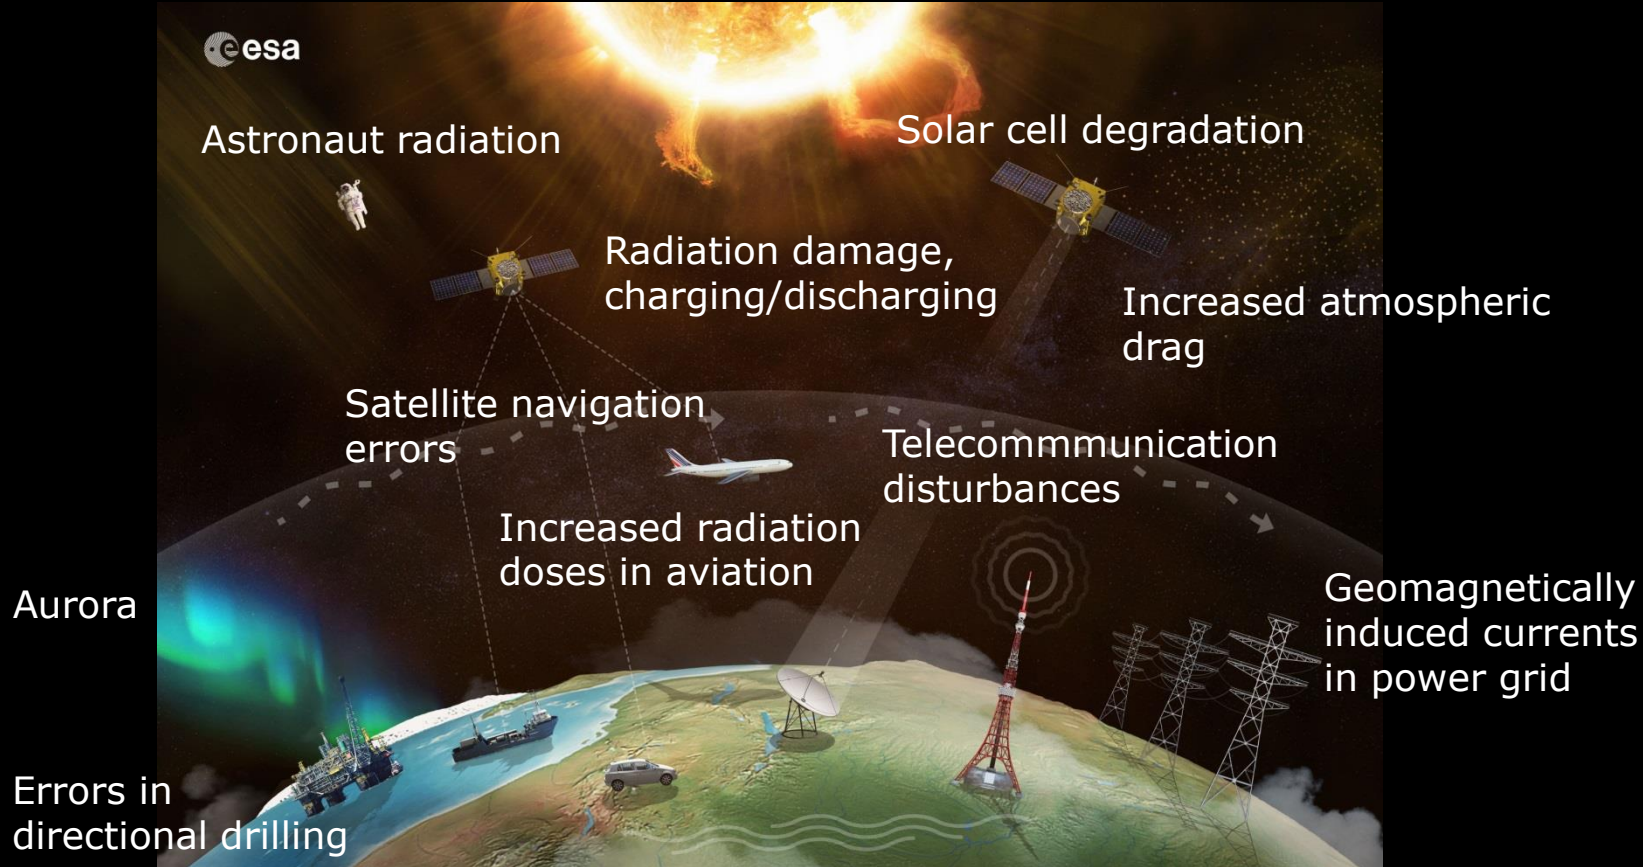 esa
Astronaut radiation
Solar cell degradation
Radiation damage,
charging/discharging
Increased atmospheric
drag
Satellite navigation
errors
Telecommmunication
disturbances
Increased radiation
doses in aviation
Aurora
Geomagnetically
induced currents
in power grid
Errors in
directional drilling